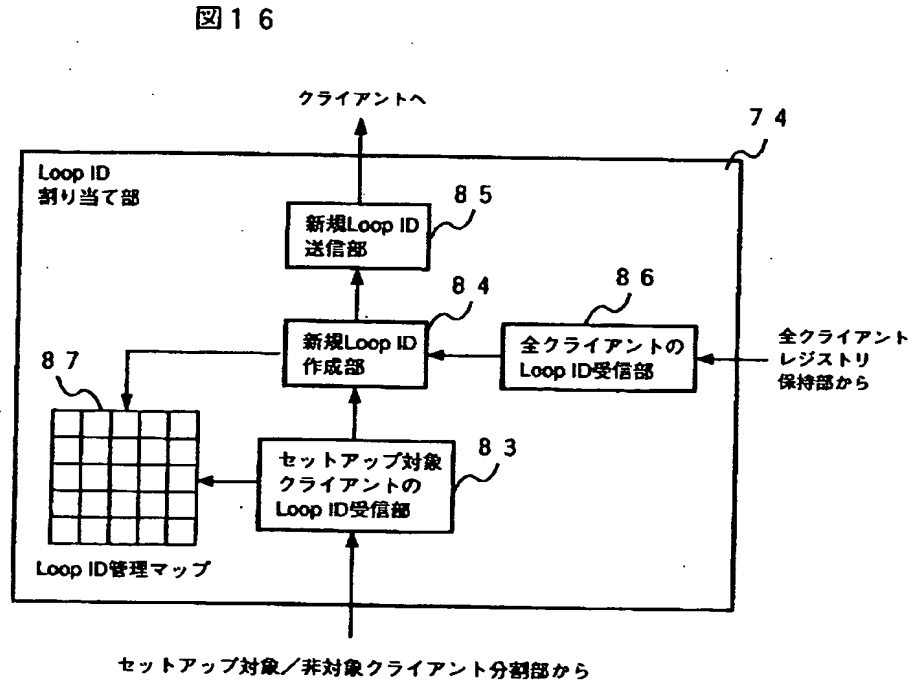 図１６
クライアントへ
７４
Loop ID
割り当て部
８５
新規Loop ID
送信部
８４
８６
新規Loop ID
作成部
全クライアントの
Loop ID受信部
全クライアント
レジストリ
保持部から
８７
８３
セットアップ対象
クライアントの
Loop ID受信部
Loop ID管理マップ
セットアップ対象／非対象クライアント分割部から